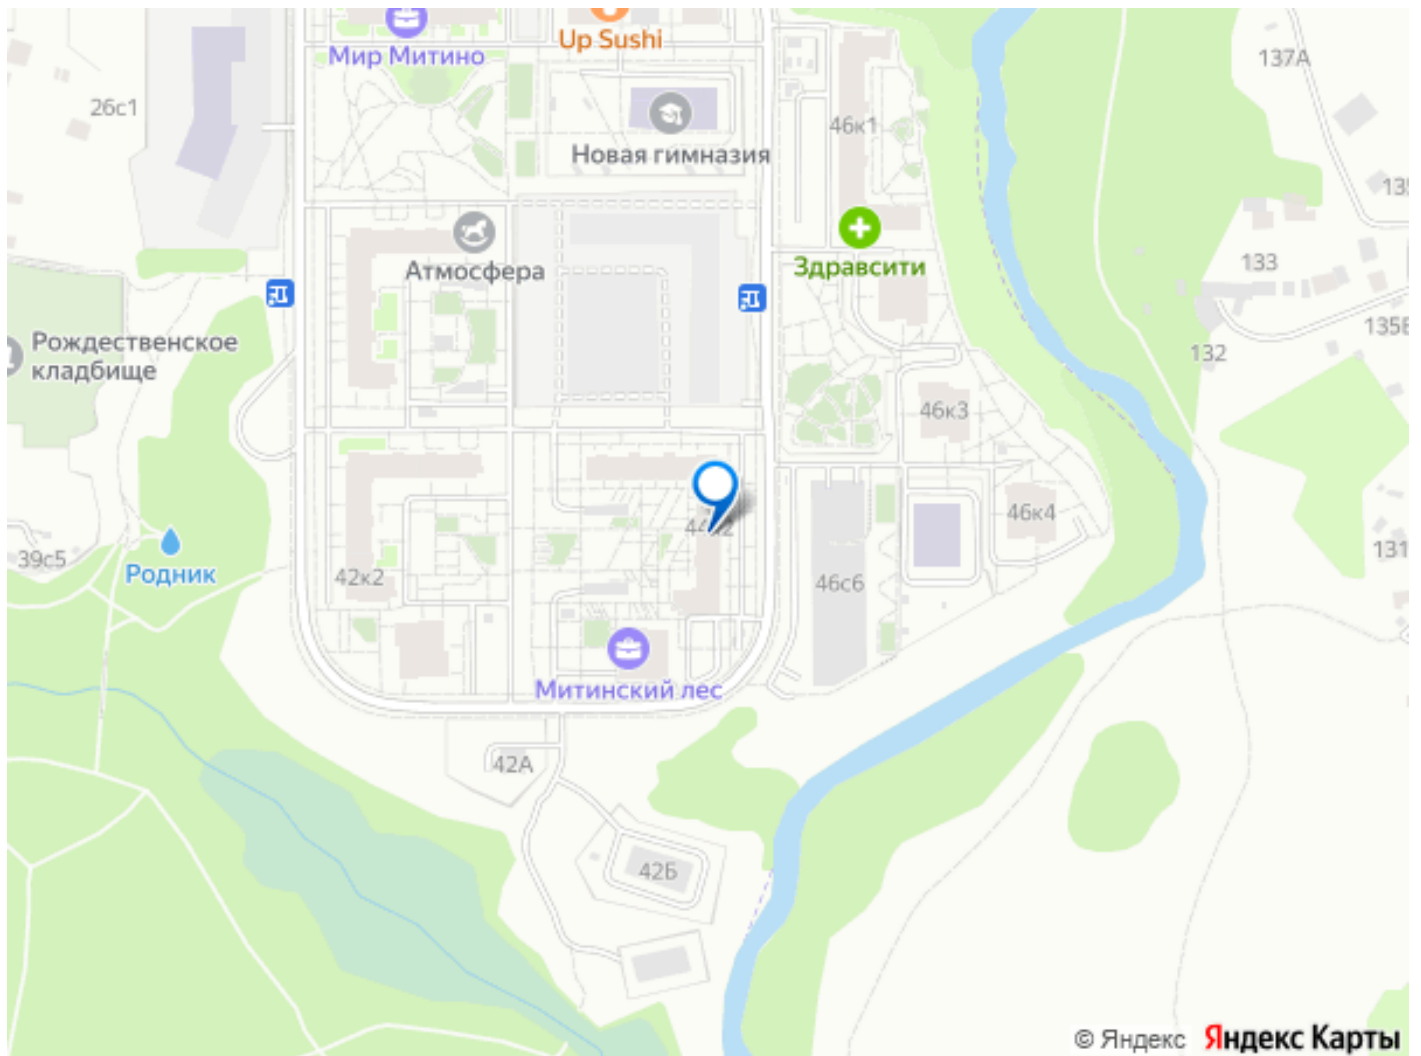 Up Sushi
Мир Митино
137А
26с1
46к1
Новая гимназия
Атмосфера
Здравсити
133
Рождественское
кладбище
132
46к3
46к4
39с5
Родник
42к2
46с6
131
Митинский лес
42А
42Б
© Яндекс Яндекс Карты